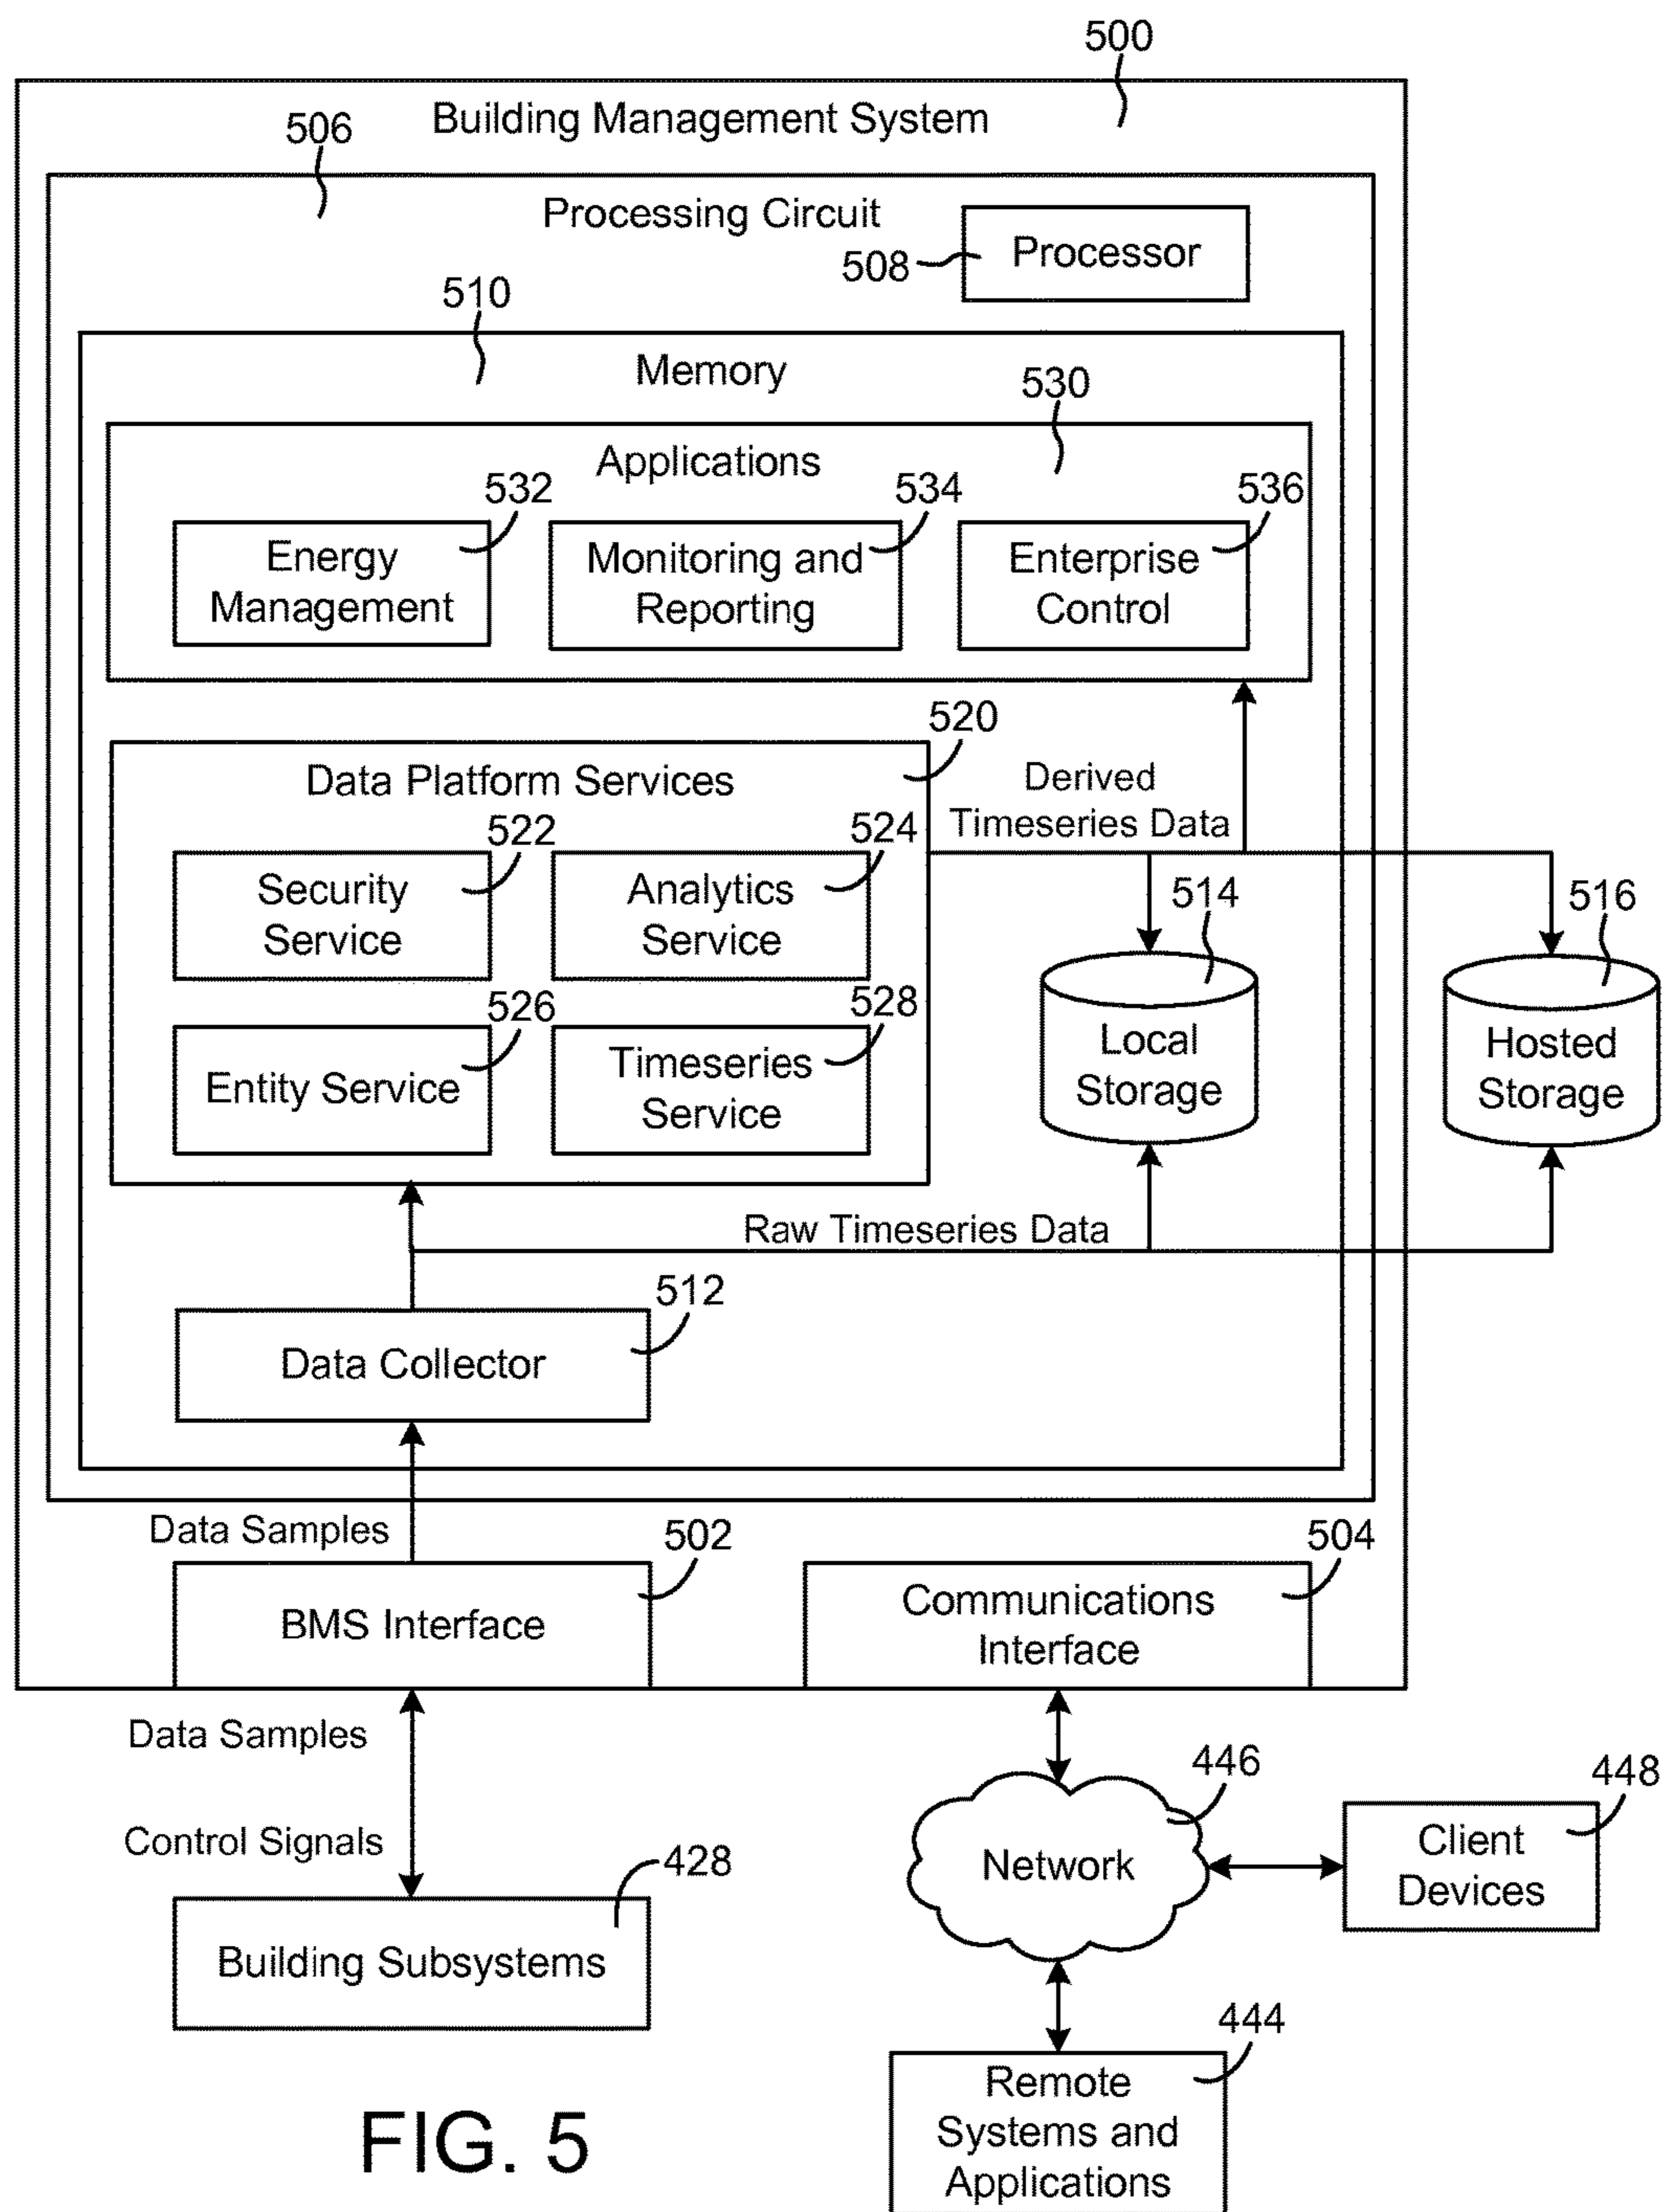 500
Building Management System
506
Processing Circuit
Processor
508
510
Memory
530
Applications
532
534
536
Energy
Management
Monitoring and
Reporting
Enterprise
Control
520
Data Platform Services
Derived
Timeseries Data
522
524
Security
Service
Analytics
Service
514
516
526
528
Entity Service
Timeseries
Service
Local
Storage
Hosted
Storage
Raw Timeseries Data
512
Data Collector
Data Samples
502
504
BMS Interface
Communications
Interface
Data Samples
Control Signals
446
448
Network
Client
Devices
428
Building Subsystems
444
Remote
Systems and
Applications
FIG. 5